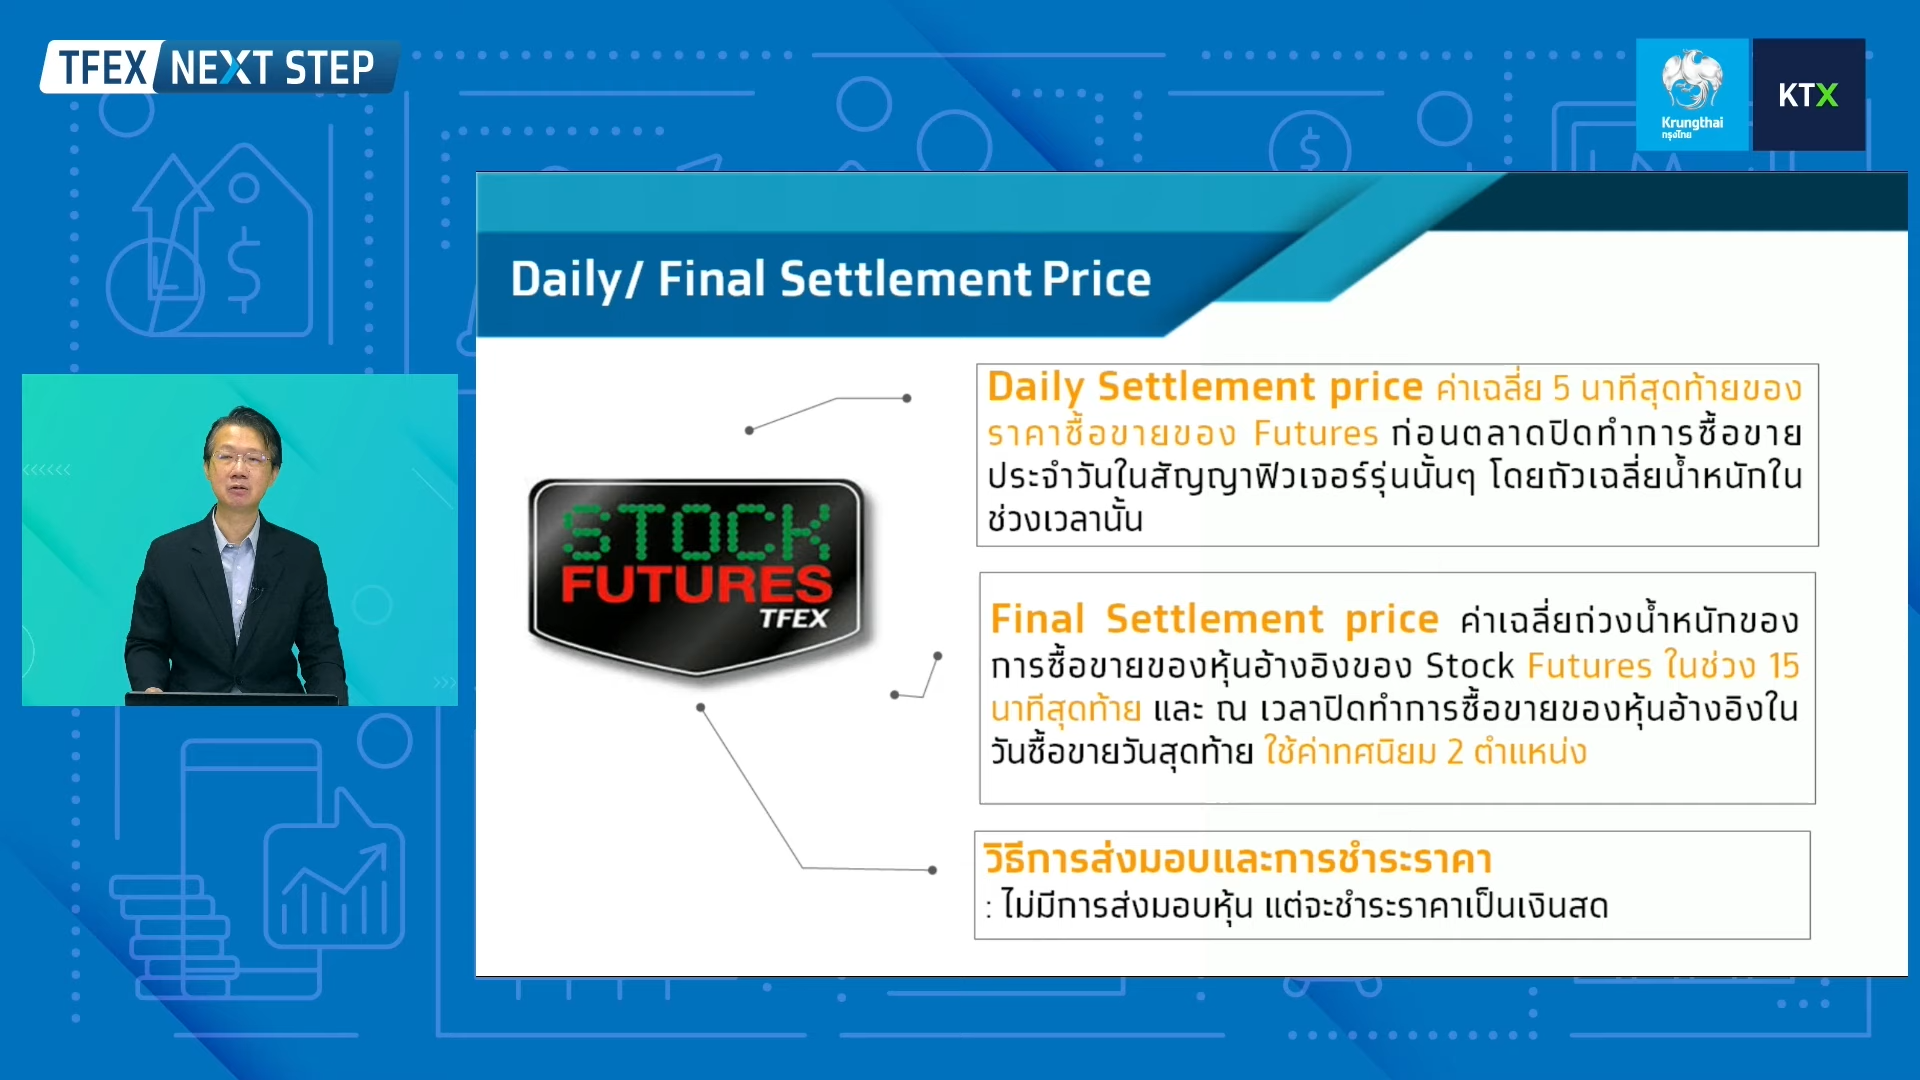 TFEX NEXT STEP
Krungthai
กรุงไทย
KTX
Daily/ Final Settlement Price
STOCK
FUTURES
TFEX
Daily Settlement price ค่าเฉลี่ย 5 นาทีสุดท้ายของ
ราคาซื้อขายของ Futures ก่อนตลาดปิดทำการซื้อขาย
ประจำวันในสัญญาฟิวเจอร์รุ่นนั้นๆ โดยถัวเฉลี่ยน้ำหนักใน
ช่วงเวลานั้น
Final Settlement price ค่าเฉลี่ยถ่วงน้ำหนักของ
การซื้อขายของหุ้นอ้างอิงของ Stock Futures ในช่วง 15
นาทีสุดท้าย และ ณ เวลาปิดทำการซื้อขายของหุ้นอ้างอิงใน
วันซื้อขายวันสุดท้าย ใช้ค่าทศนิยม 2 ตำแหน่ง
วิธีการส่งมอบและการชำระราคา
: ไม่มีการส่งมอบหุ้น แต่จะชำระราคาเป็นเงินสด